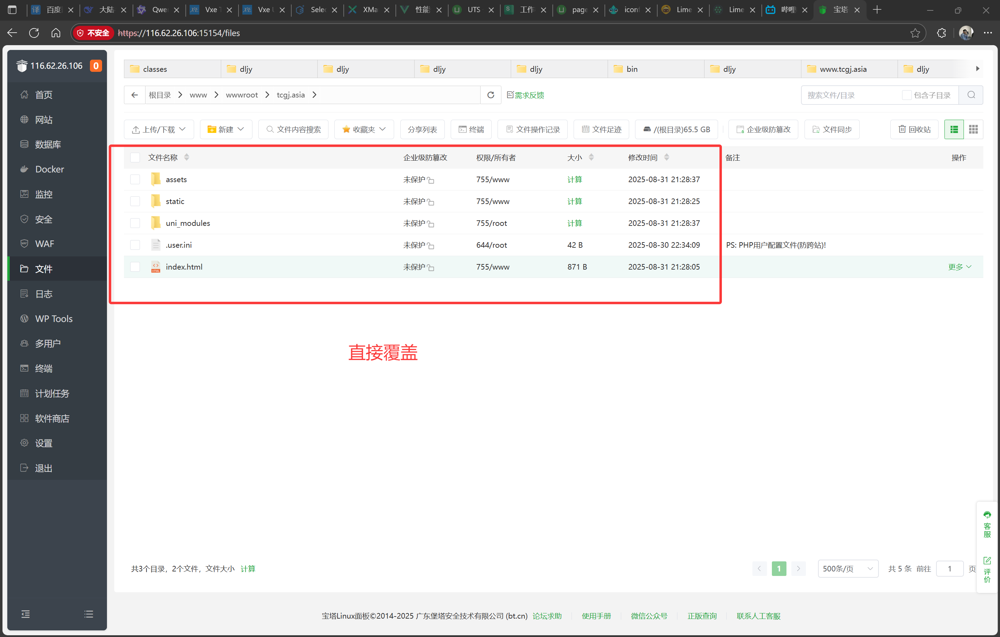 译 百度 大陆 Qwen Vxe T Vxe U Selec XMa 性能 UTS S 工作 page iconf Lime Lime 哔哩 宝塔
不安全 https://116.62.26.106:15154/files
116.62.26.106 0
首页
网站
数据库
Docker
监控
安全
WAF
文件
日志
WP Tools
多用户
终端
计划任务
软件商店
设置
退出
classes dljy dljy dljy dljy bin dljy www.tcgj.asia dljy
根目录 www wwwroot tcgj.asia 需求反馈 搜索文件/目录 包含子目录
上传/下载 新建 文件内容搜索 收藏夹 分享列表 终端 文件操作记录 文件足迹 /(根目录)65.5 GB 企业级防篡改 文件同步 回收站
文件名称 企业级防篡改 权限/所有者 大小 修改时间 备注 操作
assets 未保护 755/www 计算 2025-08-31 21:28:37
static 未保护 755/www 计算 2025-08-31 21:28:25
uni_modules 未保护 755/root 计算 2025-08-31 21:28:37
.user.ini 未保护 644/root 42 B 2025-08-30 22:34:09 PS: PHP用户配置文件(防跨站)!
index.html 未保护 755/www 871 B 2025-08-31 21:28:05 更多
直接覆盖
客服
评价
共3个目录，2个文件，文件大小 计算 1 500条/页 共 5 条 前往 1 页
宝塔Linux面板©2014-2025 广东堡塔安全技术有限公司 (bt.cn) 论坛求助 使用手册 微信公众号 正版查询 联系人工客服